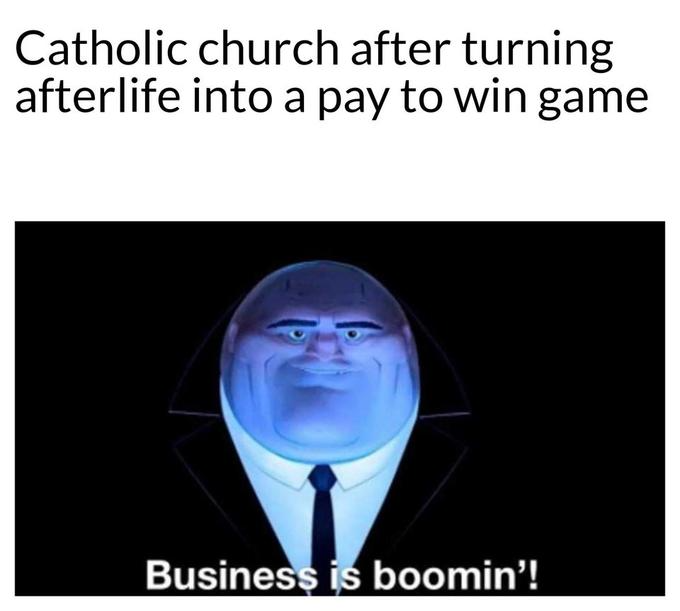 Catholic church after turning
afterlife into a pay to win game
Business is boomin'!